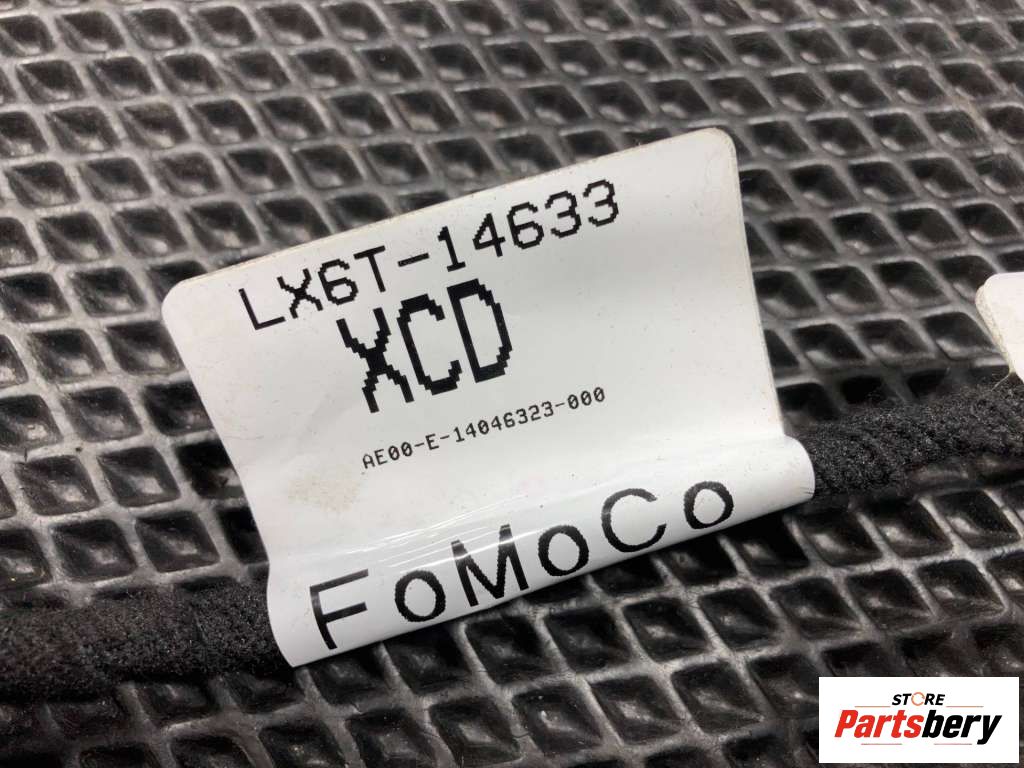 LX6T-14633
XCD
AE00-E-14046323-000
FoMoCo
STORE
Partsbery